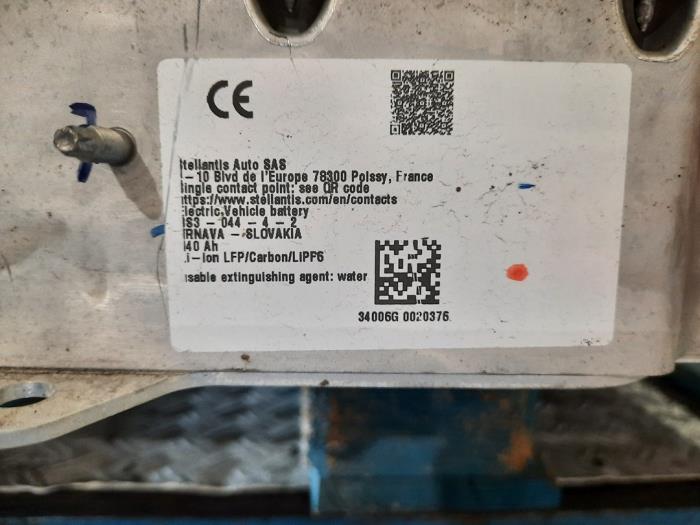 CE
tellantis Auto SAS
- 10 Blvd de l'Europe 78300 Poissy, France
ingle contact point: see QR code
ttps://www.stellantis.com/en/contacts
lectric Vehicle battery
S3 - 044 - 4 - 2
RNAVA - SLOVAKIA
40 Ah
i-ion LFP/Carbon/LiPF6
usable extinguishing agent: water
34006G 0020376